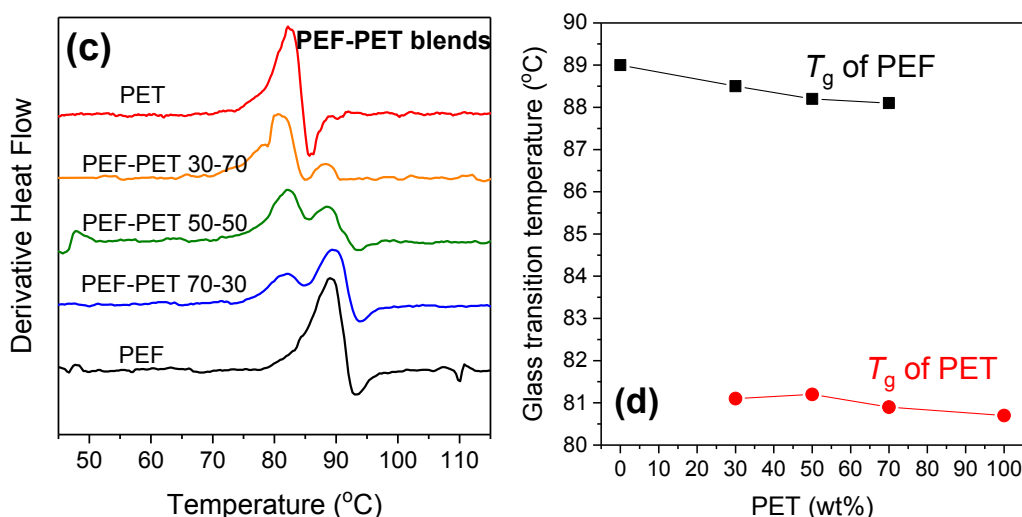 (c)
PEF-PET blends
PET
PEF-PET 30-70
PEF-PET 50-50
PEF-PET 70-30
PEF
Derivative Heat Flow
50 60 70 80 90 100 110
Temperature (°C)
90
89
88
87
86
85
84
83
82
81
80
Glass transition temperature (°C)
Tg of PEF
Tg of PET
(d)
0 10 20 30 40 50 60 70 80 90 100
PET (wt%)